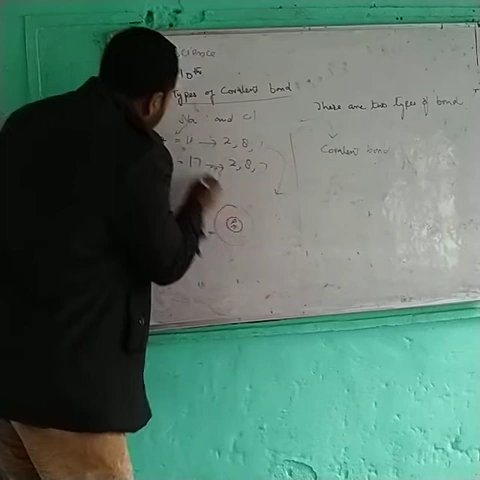 Science
10th
Types of Covalent bond
Na and Cl
= 11 → 2, 8, 1
- 17 → 2, 8, 7
There are two types of bond
Covalent bond